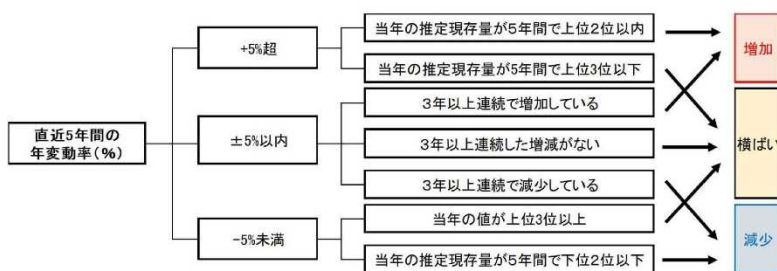 直近5年間の
年変動率(%)
+5%超
±5%以内
-5%未満
当年の推定現存量が5年間で上位2位以内
当年の推定現存量が5年間で上位3位以下
3年以上連続で増加している
3年以上連続した増減がない
3年以上連続で減少している
当年の値が上位3位以上
当年の推定現存量が5年間で下位2位以下
増加
横ばい
減少